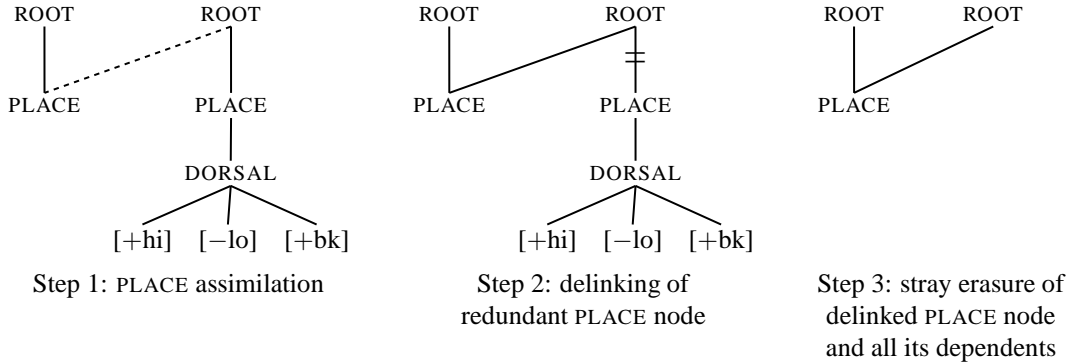 ROOT ROOT
PLACE PLACE
DORSAL
[+hi] [−lo] [+bk]
Step 1: PLACE assimilation
ROOT ROOT
PLACE PLACE
DORSAL
[+hi] [−lo] [+bk]
Step 2: delinking of
redundant PLACE node
ROOT ROOT
PLACE
Step 3: stray erasure of
delinked PLACE node
and all its dependents